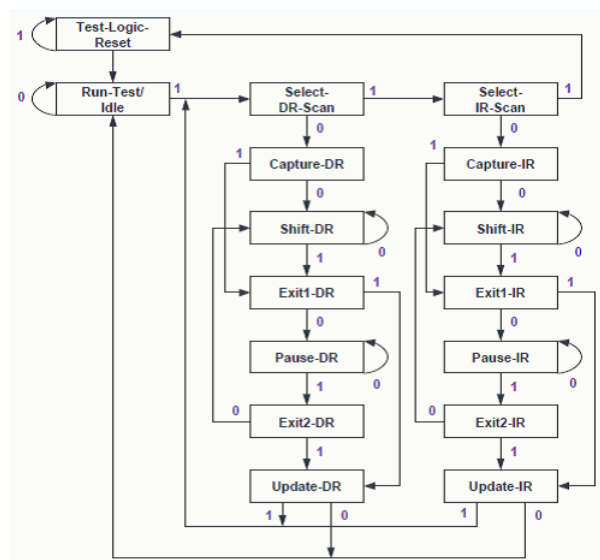 Test-Logic-
Reset
1
Run-Test/
Idle
0
1
Select-
DR-Scan
1
Select-
IR-Scan
1
0
0
1
Capture-DR
1
Capture-IR
0
0
Shift-DR
0
Shift-IR
0
1
1
Exit1-DR
1
Exit1-IR
1
0
0
Pause-DR
0
Pause-IR
0
1
1
0
Exit2-DR
0
Exit2-IR
1
1
Update-DR
Update-IR
1
0
1
0